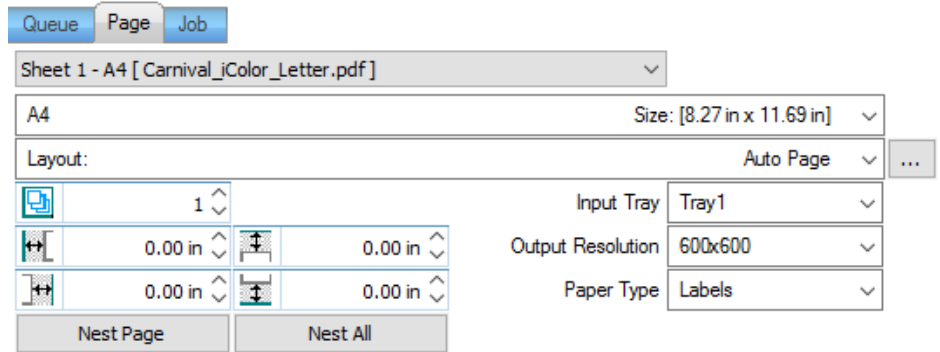 Queue Page Job
Sheet 1 - A4 [ Carnival_iColor_Letter.pdf ]
A4 Size: [8.27 in x 11.69 in]
Layout: Auto Page ...
1 Input Tray Tray1
0.00 in 0.00 in Output Resolution 600x600
0.00 in 0.00 in Paper Type Labels
Nest Page Nest All